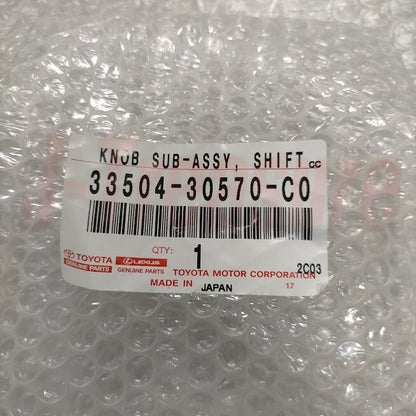 KNOB SUB-ASSY, SHIFT CC
33504-30570-C0
QTY: 1 2C03
TOYOTA GENUINE PARTS
LEXUS GENUINE PARTS
TOYOTA MOTOR CORPORATION
MADE IN JAPAN 17